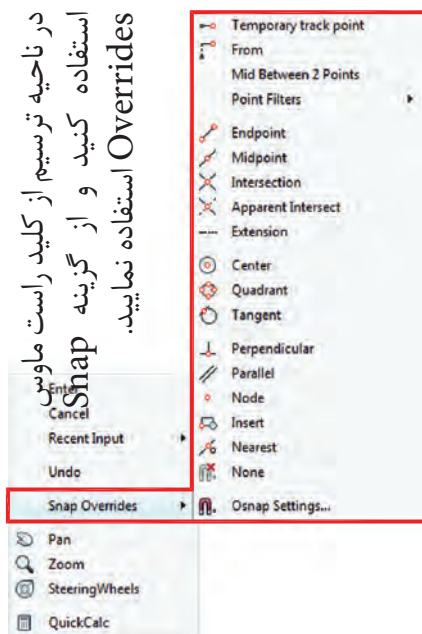 در ناحیه ترسیم از کلید راست ماوس
استفاده کنید و از گزینه Snap
Overrides استفاده نمایید.
Temporary track point
From
Mid Between 2 Points
Point Filters
Endpoint
Midpoint
Intersection
Apparent Intersect
Extension
Center
Quadrant
Tangent
Perpendicular
Parallel
Node
Insert
Nearest
None
Osnap Settings...
Enter
Cancel
Recent Input
Undo
Snap Overrides
Pan
Zoom
SteeringWheels
QuickCalc